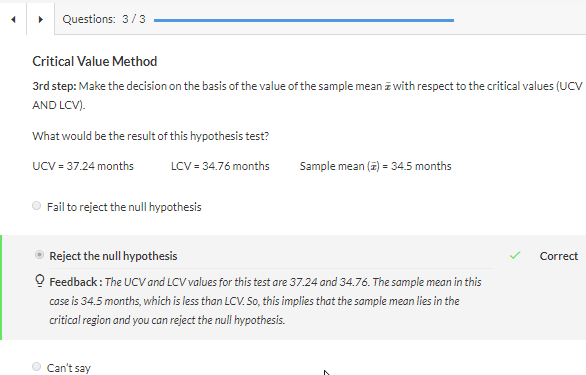 Questions: 3 / 3
Critical Value Method
3rd step: Make the decision on the basis of the value of the sample mean x̄ with respect to the critical values (UCV
AND LCV).
What would be the result of this hypothesis test?
UCV = 37.24 months LCV = 34.76 months Sample mean (x̄) = 34.5 months
Fail to reject the null hypothesis
Reject the null hypothesis Correct
Feedback : The UCV and LCV values for this test are 37.24 and 34.76. The sample mean in this
case is 34.5 months, which is less than LCV. So, this implies that the sample mean lies in the
critical region and you can reject the null hypothesis.
Can't say